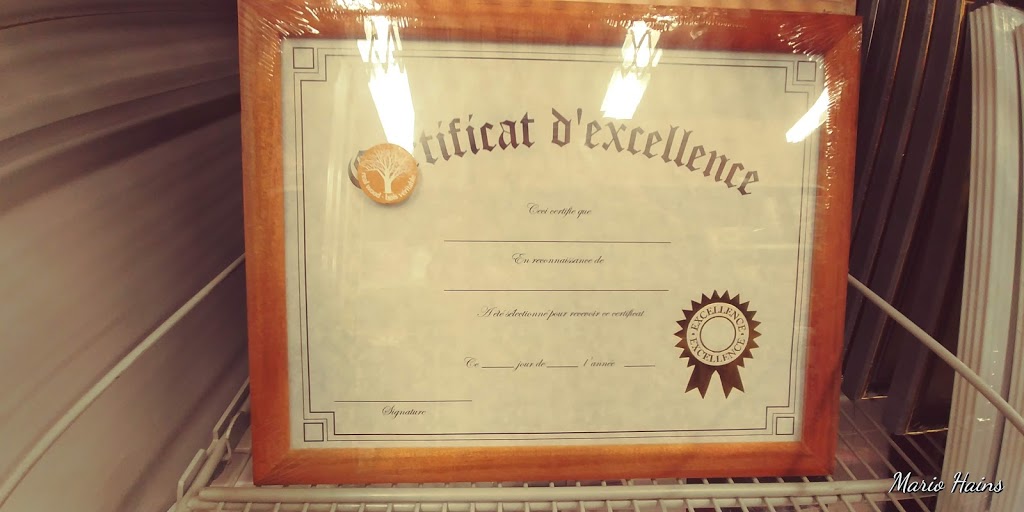 Certificat d'excellence
Ceci certifie que
En reconnaissance de
A été sélectionné pour recevoir ce certificat
EXCELLENCE
EXCELLENCE
Ce jour de l'année
Signature
Mario Hains